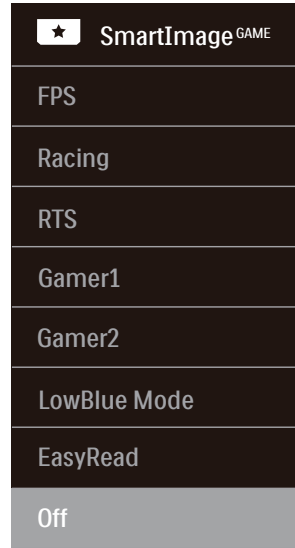 SmartImage GAME
FPS
Racing
RTS
Gamer1
Gamer2
LowBlue Mode
EasyRead
Off